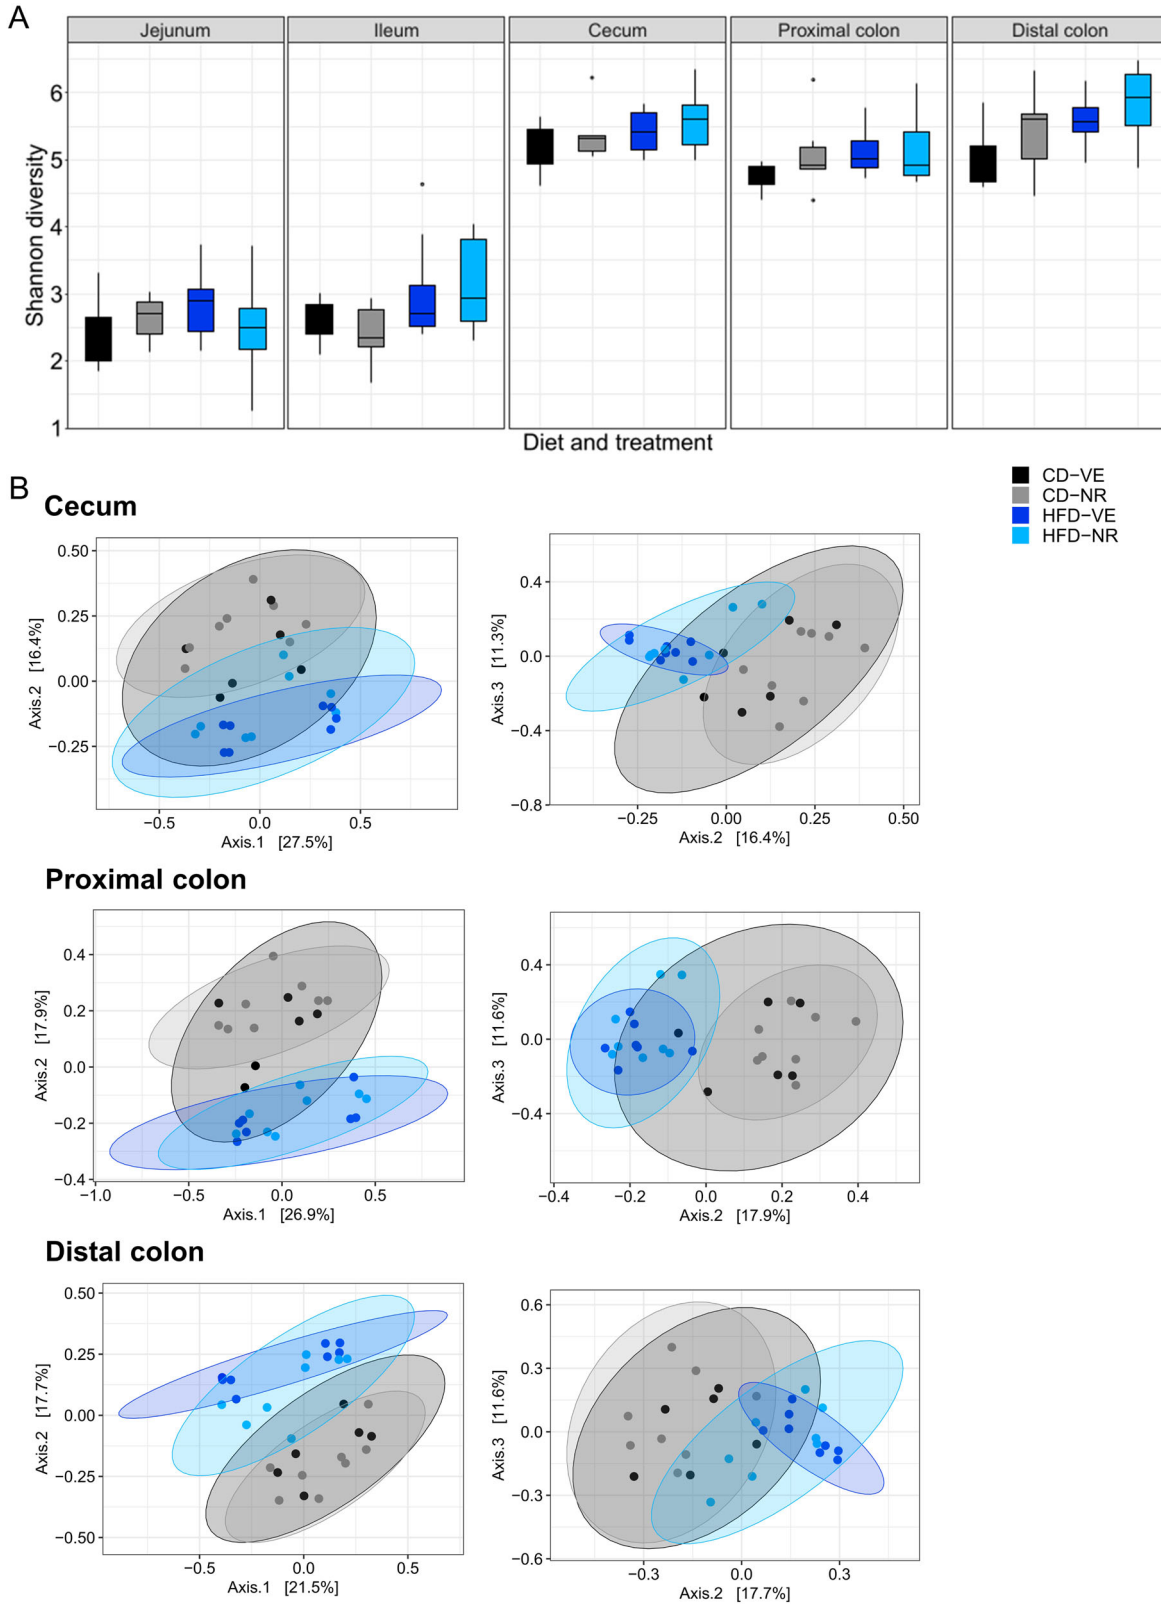 A
Jejunum Ileum Cecum Proximal colon Distal colon
Shannon diversity
6
5
4
3
2
1
Diet and treatment
CD−VE
CD−NR
HFD−VE
HFD−NR
B
Cecum
Axis.2 [16.4%]
0.50
0.25
0.00
−0.25
−0.5 0.0 0.5
Axis.1 [27.5%]
Axis.3 [11.3%]
0.4
0.0
−0.4
−0.8
−0.25 0.00 0.25 0.50
Axis.2 [16.4%]
Proximal colon
Axis.2 [17.9%]
0.4
0.2
0.0
−0.2
−0.4
−1.0 −0.5 0.0 0.5
Axis.1 [26.9%]
Axis.3 [11.6%]
0.4
0.0
−0.4
−0.4 −0.2 0.0 0.2 0.4
Axis.2 [17.9%]
Distal colon
Axis.2 [17.7%]
0.50
0.25
0.00
−0.25
−0.50
−0.5 0.0 0.5
Axis.1 [21.5%]
Axis.3 [11.6%]
0.6
0.3
0.0
−0.3
−0.6
−0.3 0.0 0.3
Axis.2 [17.7%]